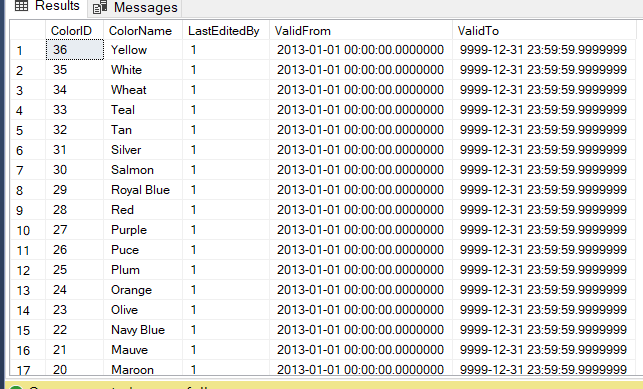 Results Messages
ColorID ColorName LastEditedBy ValidFrom ValidTo
1 36 Yellow 1 2013-01-01 00:00:00.0000000 9999-12-31 23:59:59.9999999
2 35 White 1 2013-01-01 00:00:00.0000000 9999-12-31 23:59:59.9999999
3 34 Wheat 1 2013-01-01 00:00:00.0000000 9999-12-31 23:59:59.9999999
4 33 Teal 1 2013-01-01 00:00:00.0000000 9999-12-31 23:59:59.9999999
5 32 Tan 1 2013-01-01 00:00:00.0000000 9999-12-31 23:59:59.9999999
6 31 Silver 1 2013-01-01 00:00:00.0000000 9999-12-31 23:59:59.9999999
7 30 Salmon 1 2013-01-01 00:00:00.0000000 9999-12-31 23:59:59.9999999
8 29 Royal Blue 1 2013-01-01 00:00:00.0000000 9999-12-31 23:59:59.9999999
9 28 Red 1 2013-01-01 00:00:00.0000000 9999-12-31 23:59:59.9999999
10 27 Purple 1 2013-01-01 00:00:00.0000000 9999-12-31 23:59:59.9999999
11 26 Puce 1 2013-01-01 00:00:00.0000000 9999-12-31 23:59:59.9999999
12 25 Plum 1 2013-01-01 00:00:00.0000000 9999-12-31 23:59:59.9999999
13 24 Orange 1 2013-01-01 00:00:00.0000000 9999-12-31 23:59:59.9999999
14 23 Olive 1 2013-01-01 00:00:00.0000000 9999-12-31 23:59:59.9999999
15 22 Navy Blue 1 2013-01-01 00:00:00.0000000 9999-12-31 23:59:59.9999999
16 21 Mauve 1 2013-01-01 00:00:00.0000000 9999-12-31 23:59:59.9999999
17 20 Maroon 1 2013-01-01 00:00:00.0000000 9999-12-31 23:59:59.9999999